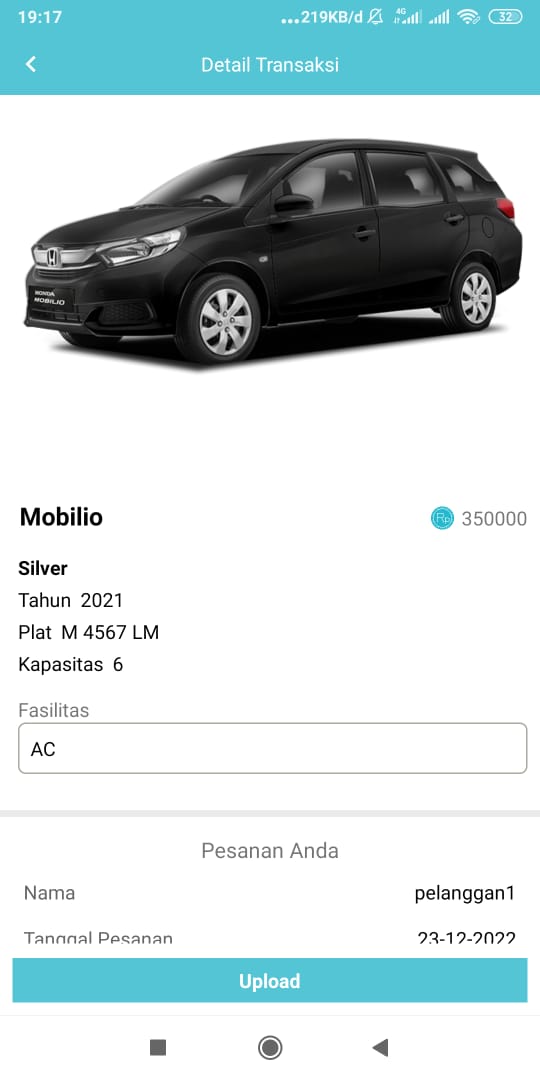 19:17
...219KB/d 4G 32
Detail Transaksi
HONDA
MOBILIO
Mobilio
Rp 350000
Silver
Tahun 2021
Plat M 4567 LM
Kapasitas 6
Fasilitas
AC
Pesanan Anda
Nama pelanggan1
Tanggal Pesanan 23-12-2022
Upload